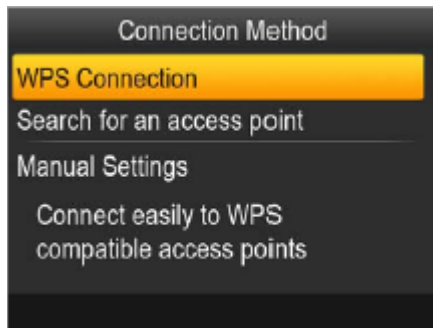 Connection Method
WPS Connection
Search for an access point
Manual Settings
Connect easily to WPS
compatible access points